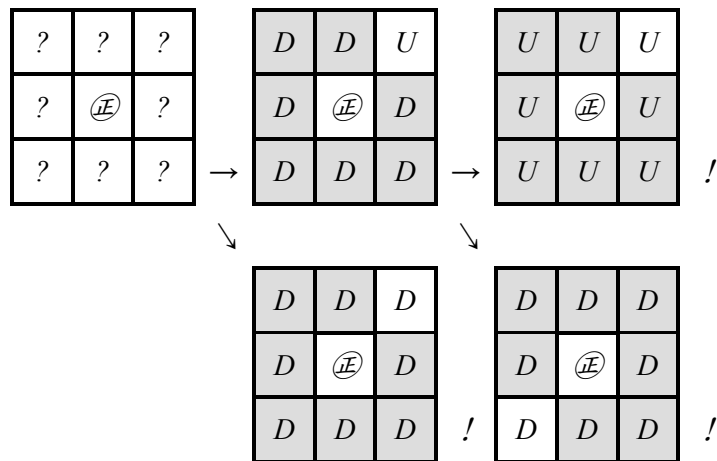 ? ? ? D D U U U U
? ㊣ ? D ㊣ D U ㊣ U
? ? ? → D D D → U U U !
↘ ↘
D D D D D D
D ㊣ D D ㊣ D
D D D ! D D D !